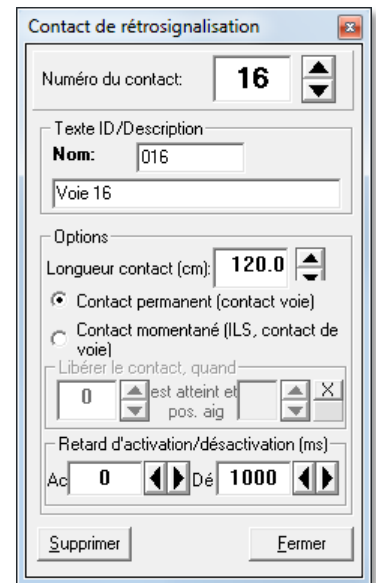 Contact de rétrosignalisation
Numéro du contact: 16
Texte ID/Description
Nom: 016
Voie 16
Options
Longueur contact (cm): 120.0
Contact permanent (contact voie)
Contact momentané (ILS, contact de
voie)
Libérer le contact, quand
0 est atteint et X
pos. aig
Retard d'activation/désactivation (ms)
Ac 0 Dé 1000
Supprimer Fermer